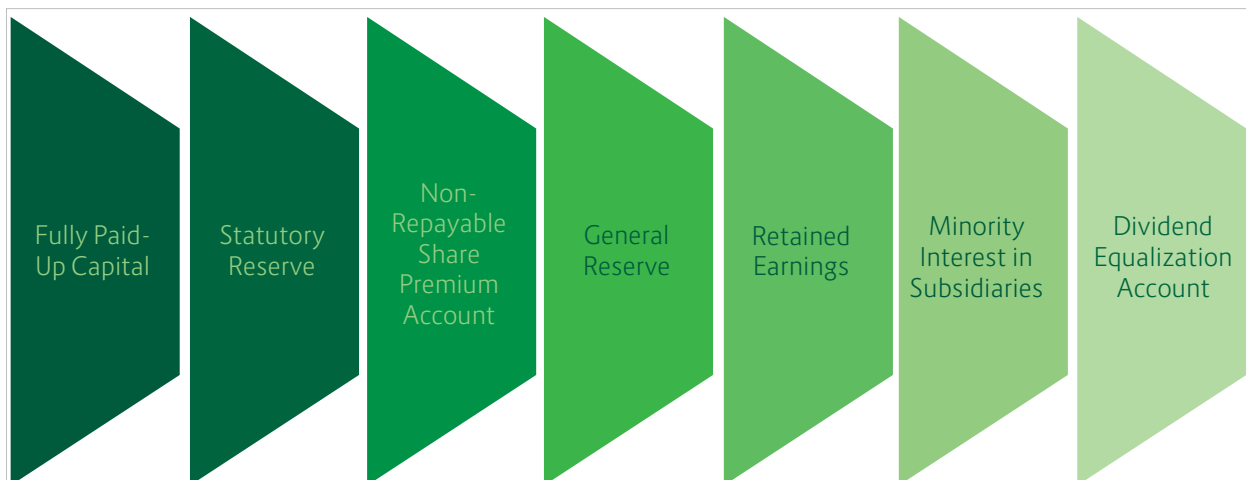 Fully Paid-
Up Capital
Statutory
Reserve
Non-
Repayable
Share
Premium
Account
General
Reserve
Retained
Earnings
Minority
Interest in
Subsidiaries
Dividend
Equalization
Account